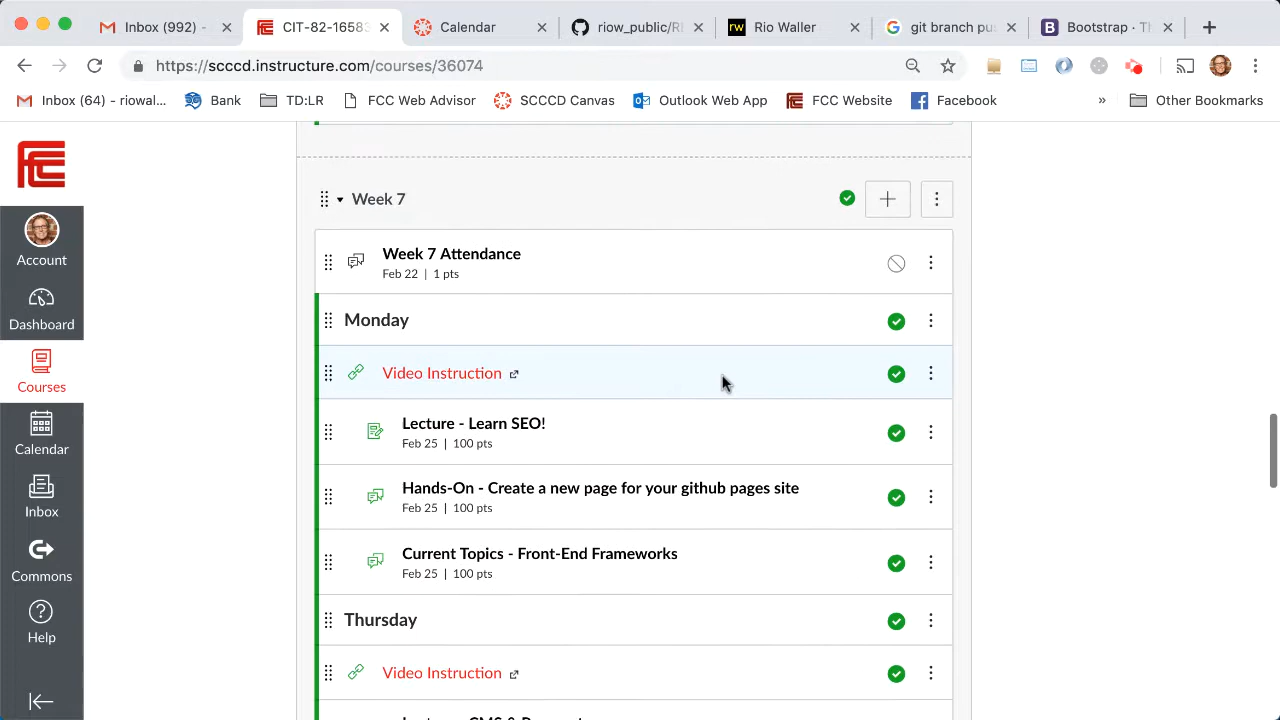 Inbox (992) -
CIT-82-16583
Calendar
riow_public/RE
rw
Rio Waller
git branch pu
Bootstrap · Th
https://scccd.instructure.com/courses/36074
Inbox (64) - riowal...
Bank
TD:LR
FCC Web Advisor
SCCCD Canvas
Outlook Web App
FCC Website
Facebook
»
Other Bookmarks
Week 7
Week 7 Attendance
Feb 22 | 1 pts
Monday
Video Instruction
Lecture - Learn SEO!
Feb 25 | 100 pts
Hands-On - Create a new page for your github pages site
Feb 25 | 100 pts
Current Topics - Front-End Frameworks
Feb 25 | 100 pts
Thursday
Video Instruction
Account
Dashboard
Courses
Calendar
Inbox
Commons
Help